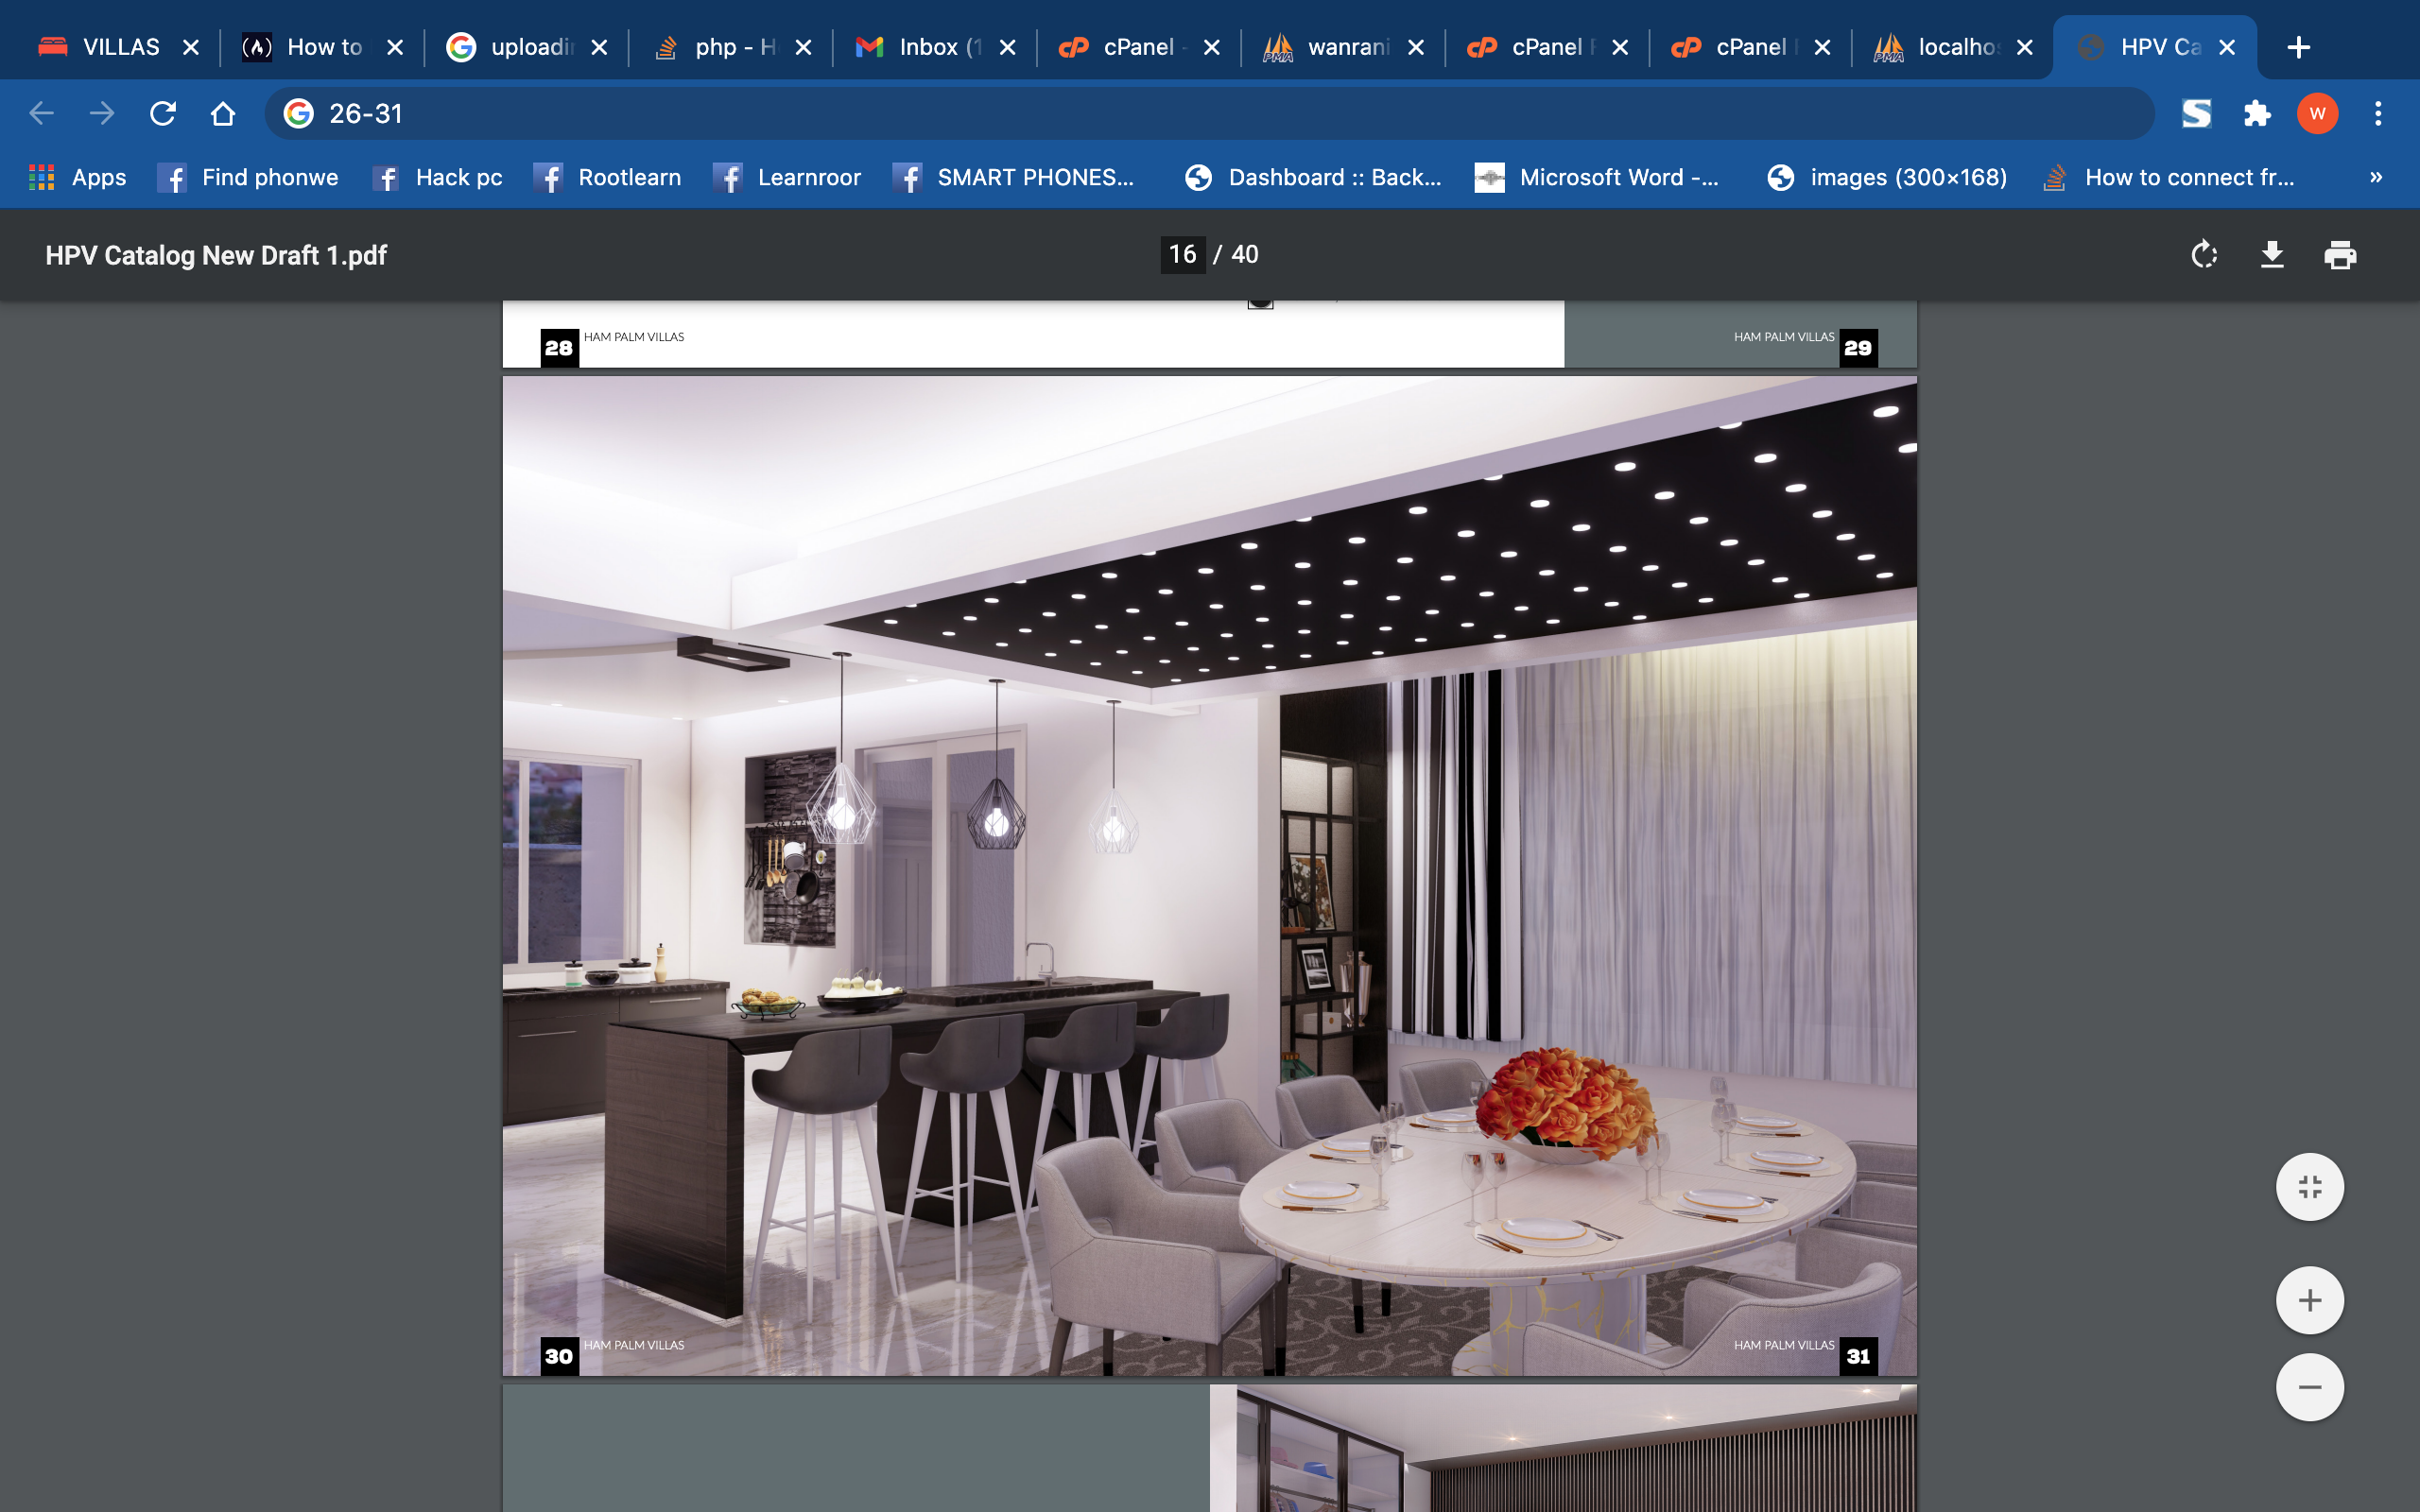 VILLAS
How to
uploadi
php - H
Inbox (1
cPanel -
wanrani
cPanel F
cPanel
localhos
HPV Ca
26-31
W
Apps
Find phonwe
Hack pc
Rootlearn
Learnroor
SMART PHONES...
Dashboard :: Back...
Microsoft Word -...
images (300×168)
How to connect fr...
»
HPV Catalog New Draft 1.pdf
16 / 40
28 HAM PALM VILLAS
HAM PALM VILLAS 29
30 HAM PALM VILLAS
HAM PALM VILLAS 31